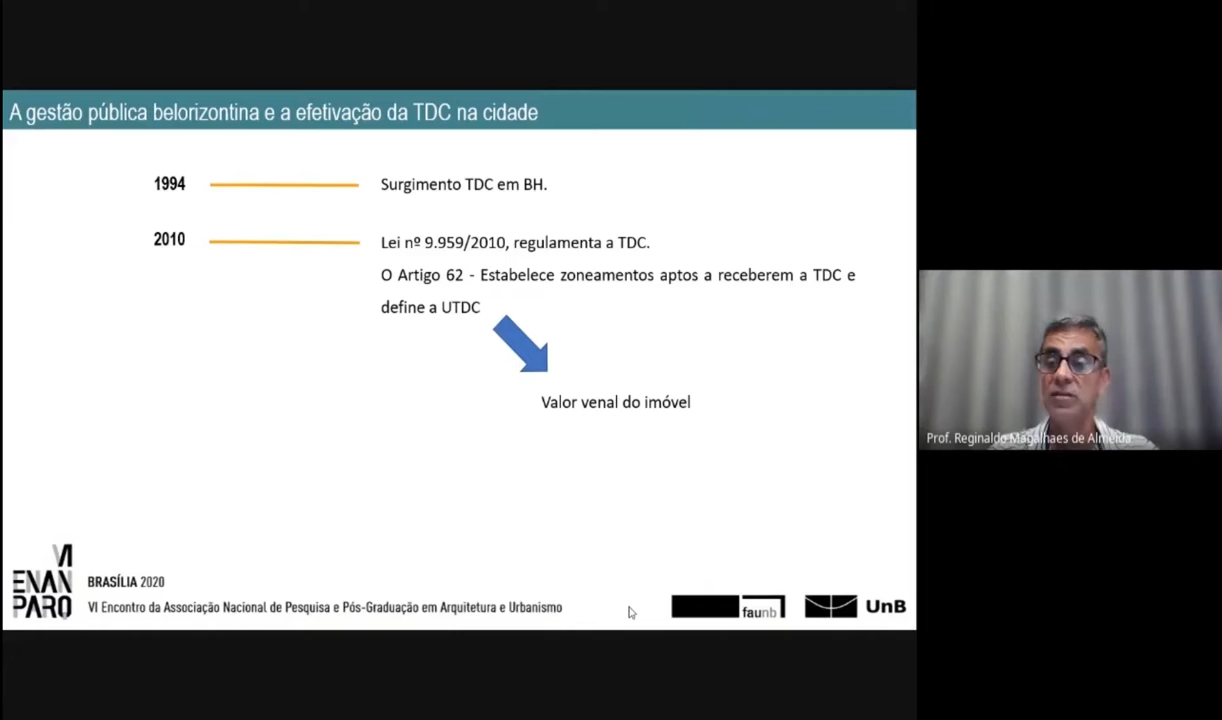 A gestão pública belorizontina e a efetivação da TDC na cidade
1994
Surgimento TDC em BH.
2010
Lei nº 9.959/2010, regulamenta a TDC.
O Artigo 62 - Estabelece zoneamentos aptos a receberem a TDC e
define a UTDC
Valor venal do imóvel
Prof. Reginaldo Magalhaes de Almeida
VI
ENAN
PARQ
BRASÍLIA 2020
VI Encontro da Associação Nacional de Pesquisa e Pós-Graduação em Arquitetura e Urbanismo
faunb
UnB